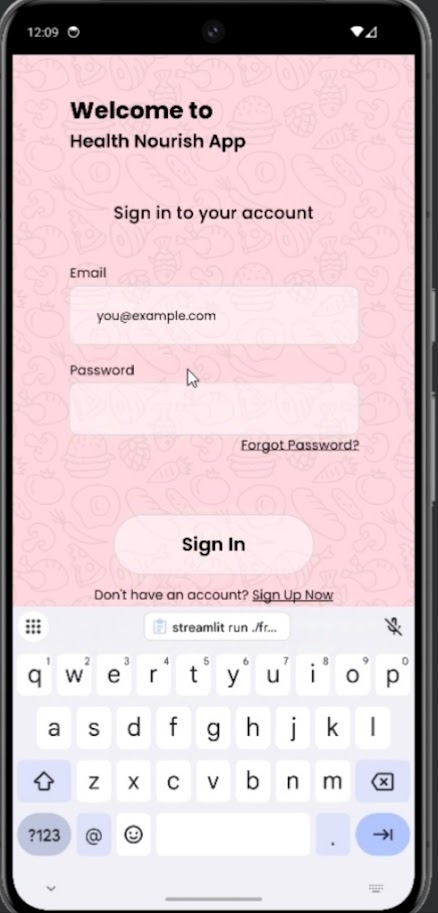 12:09
Welcome to
Health Nourish App
Sign in to your account
Email
you@example.com
Password
Forgot Password?
Sign In
Don't have an account? Sign Up Now
streamlit run ./fr...
q1 w2 e3 r4 t5 y6 u7 i8 o9 p0
a s d f g h j k l
z x c v b n m
?123 @ .